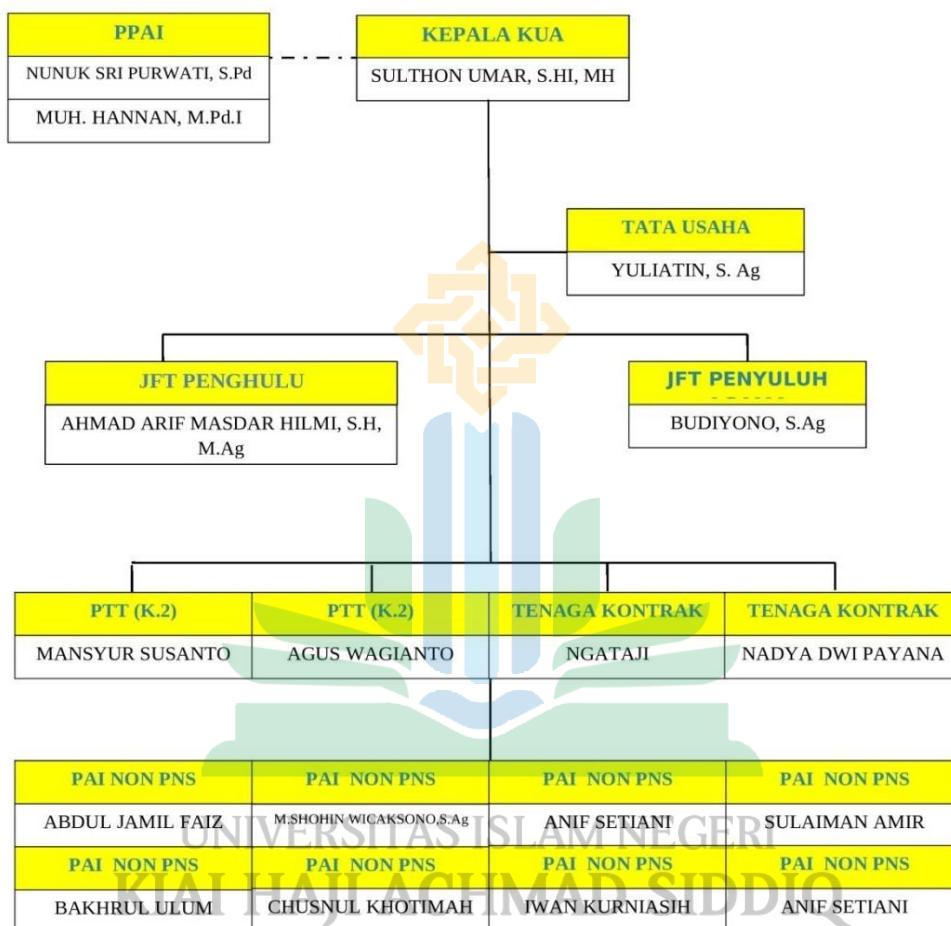 PPAI
NUNUK SRI PURWATI, S.Pd
MUH. HANNAN, M.Pd.I
KEPALA KUA
SULTHON UMAR, S.HI, MH
TATA USAHA
YULIATIN, S. Ag
JFT PENGHULU
AHMAD ARIF MASDAR HILMI, S.H,
M.Ag
JFT PENYULUH
BUDIYONO, S.Ag
PTT (K.2)
MANSYUR SUSANTO
PTT (K.2)
AGUS WAGIANTO
TENAGA KONTRAK
NGATAJI
TENAGA KONTRAK
NADYA DWI PAYANA
PAI NON PNS
ABDUL JAMIL FAIZ
PAI NON PNS
M.SHOHIN WICAKSONO,S.Ag
PAI NON PNS
ANIF SETIANI
PAI NON PNS
SULAIMAN AMIR
UNIVERSITAS ISLAM NEGERI
PAI NON PNS
BAKHRUL ULUM
PAI NON PNS
CHUSNUL KHOTIMAH
PAI NON PNS
IWAN KURNIASIH
PAI NON PNS
ANIF SETIANI
KIAI HAJI ACHMAD SIDDIQ